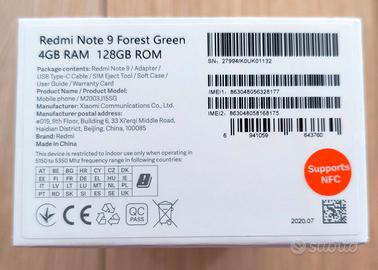 Redmi Note 9 Forest Green
4GB RAM 128GB ROM
Package contents: Redmi Note 9 / Adapter /
USB Type-C Cable / SIM Eject Tool / Soft Case /
User Guide / Warranty Card
Product Name / Product Model:
Mobile phone / M2003J15SG
Manufacturer: Xiaomi Communications Co., Ltd.
Manufacturer postal address:
#019, 9th Floor, Building 6, 33 Xi'erqi Middle Road,
Haidian District, Beijing, China, 100085
Brand: Redmi
Made in China
This device is restricted to indoor use only when operating in
5150 to 5350 Mhz frequency range in following countries:
AT BE BG HR CY CZ DK
EE FI FR DE EL HU IE
IT LV LT LU MT NL PL
PT RO SK SI ES SE UK
QC
PASS
SN: 27994/K0UK01132
IMEI1: 863048056328177
IMEI2: 863048058168175
6 941059 643760
Supports
NFC
2020.07
subito